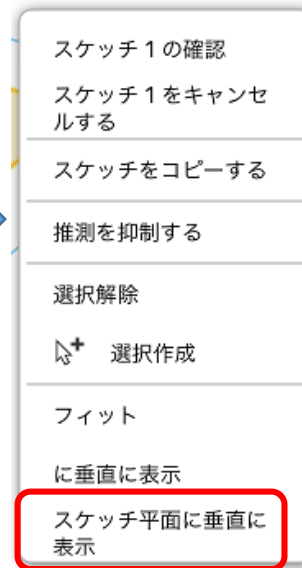 スケッチ 1 の確認
スケッチ 1 をキャンセ
ルする
スケッチをコピーする
推測を抑制する
選択解除
選択作成
フィット
に垂直に表示
スケッチ平面に垂直に
表示